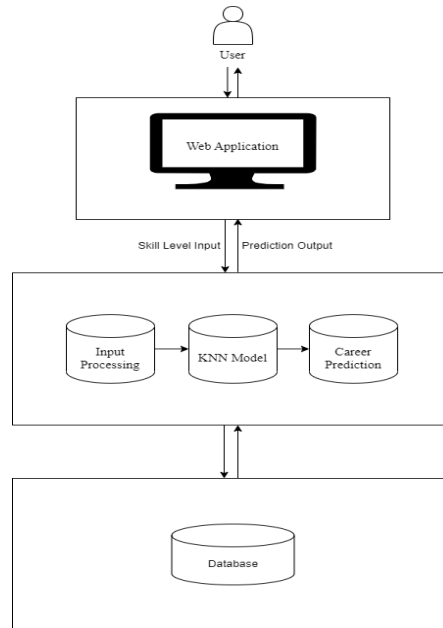 User
Web Application
Skill Level Input
Prediction Output
Input
Processing
KNN Model
Career
Prediction
Database